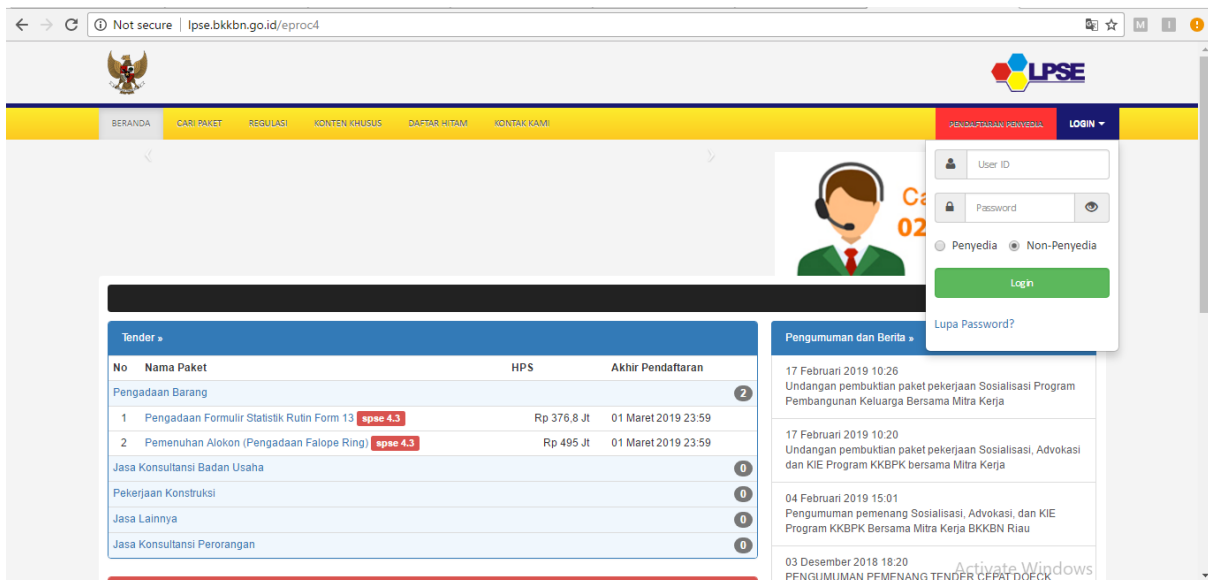 Not secure | lpse.bkkbn.go.id/eproc4
M I
LPSE
BERANDA CARI PAKET REGULASI KONTEN KHUSUS DAFTAR HITAM KONTAK KAMI PENDAFTARAN PENYEDIA LOGIN
User ID
Password
Penyedia Non-Penyedia
Login
Lupa Password?
02
Tender »
No Nama Paket HPS Akhir Pendaftaran
Pengadaan Barang 2
1 Pengadaan Formulir Statistik Rutin Form 13 spse 4.3 Rp 376,8 Jt 01 Maret 2019 23:59
2 Pemenuhan Alokon (Pengadaan Falope Ring) spse 4.3 Rp 495 Jt 01 Maret 2019 23:59
Jasa Konsultansi Badan Usaha 0
Pekerjaan Konstruksi 0
Jasa Lainnya 0
Jasa Konsultansi Perorangan 0
Pengumuman dan Berita »
17 Februari 2019 10:26
Undangan pembuktian paket pekerjaan Sosialisasi Program
Pembangunan Keluarga Bersama Mitra Kerja
17 Februari 2019 10:20
Undangan pembuktian paket pekerjaan Sosialisasi, Advokasi
dan KIE Program KKBPK bersama Mitra Kerja
04 Februari 2019 15:01
Pengumuman pemenang Sosialisasi, Advokasi, dan KIE
Program KKBPK Bersama Mitra Kerja BKKBN Riau
03 Desember 2018 18:20
PENGUMUMAN PEMENANG TENDER CEPAT
Activate Windows